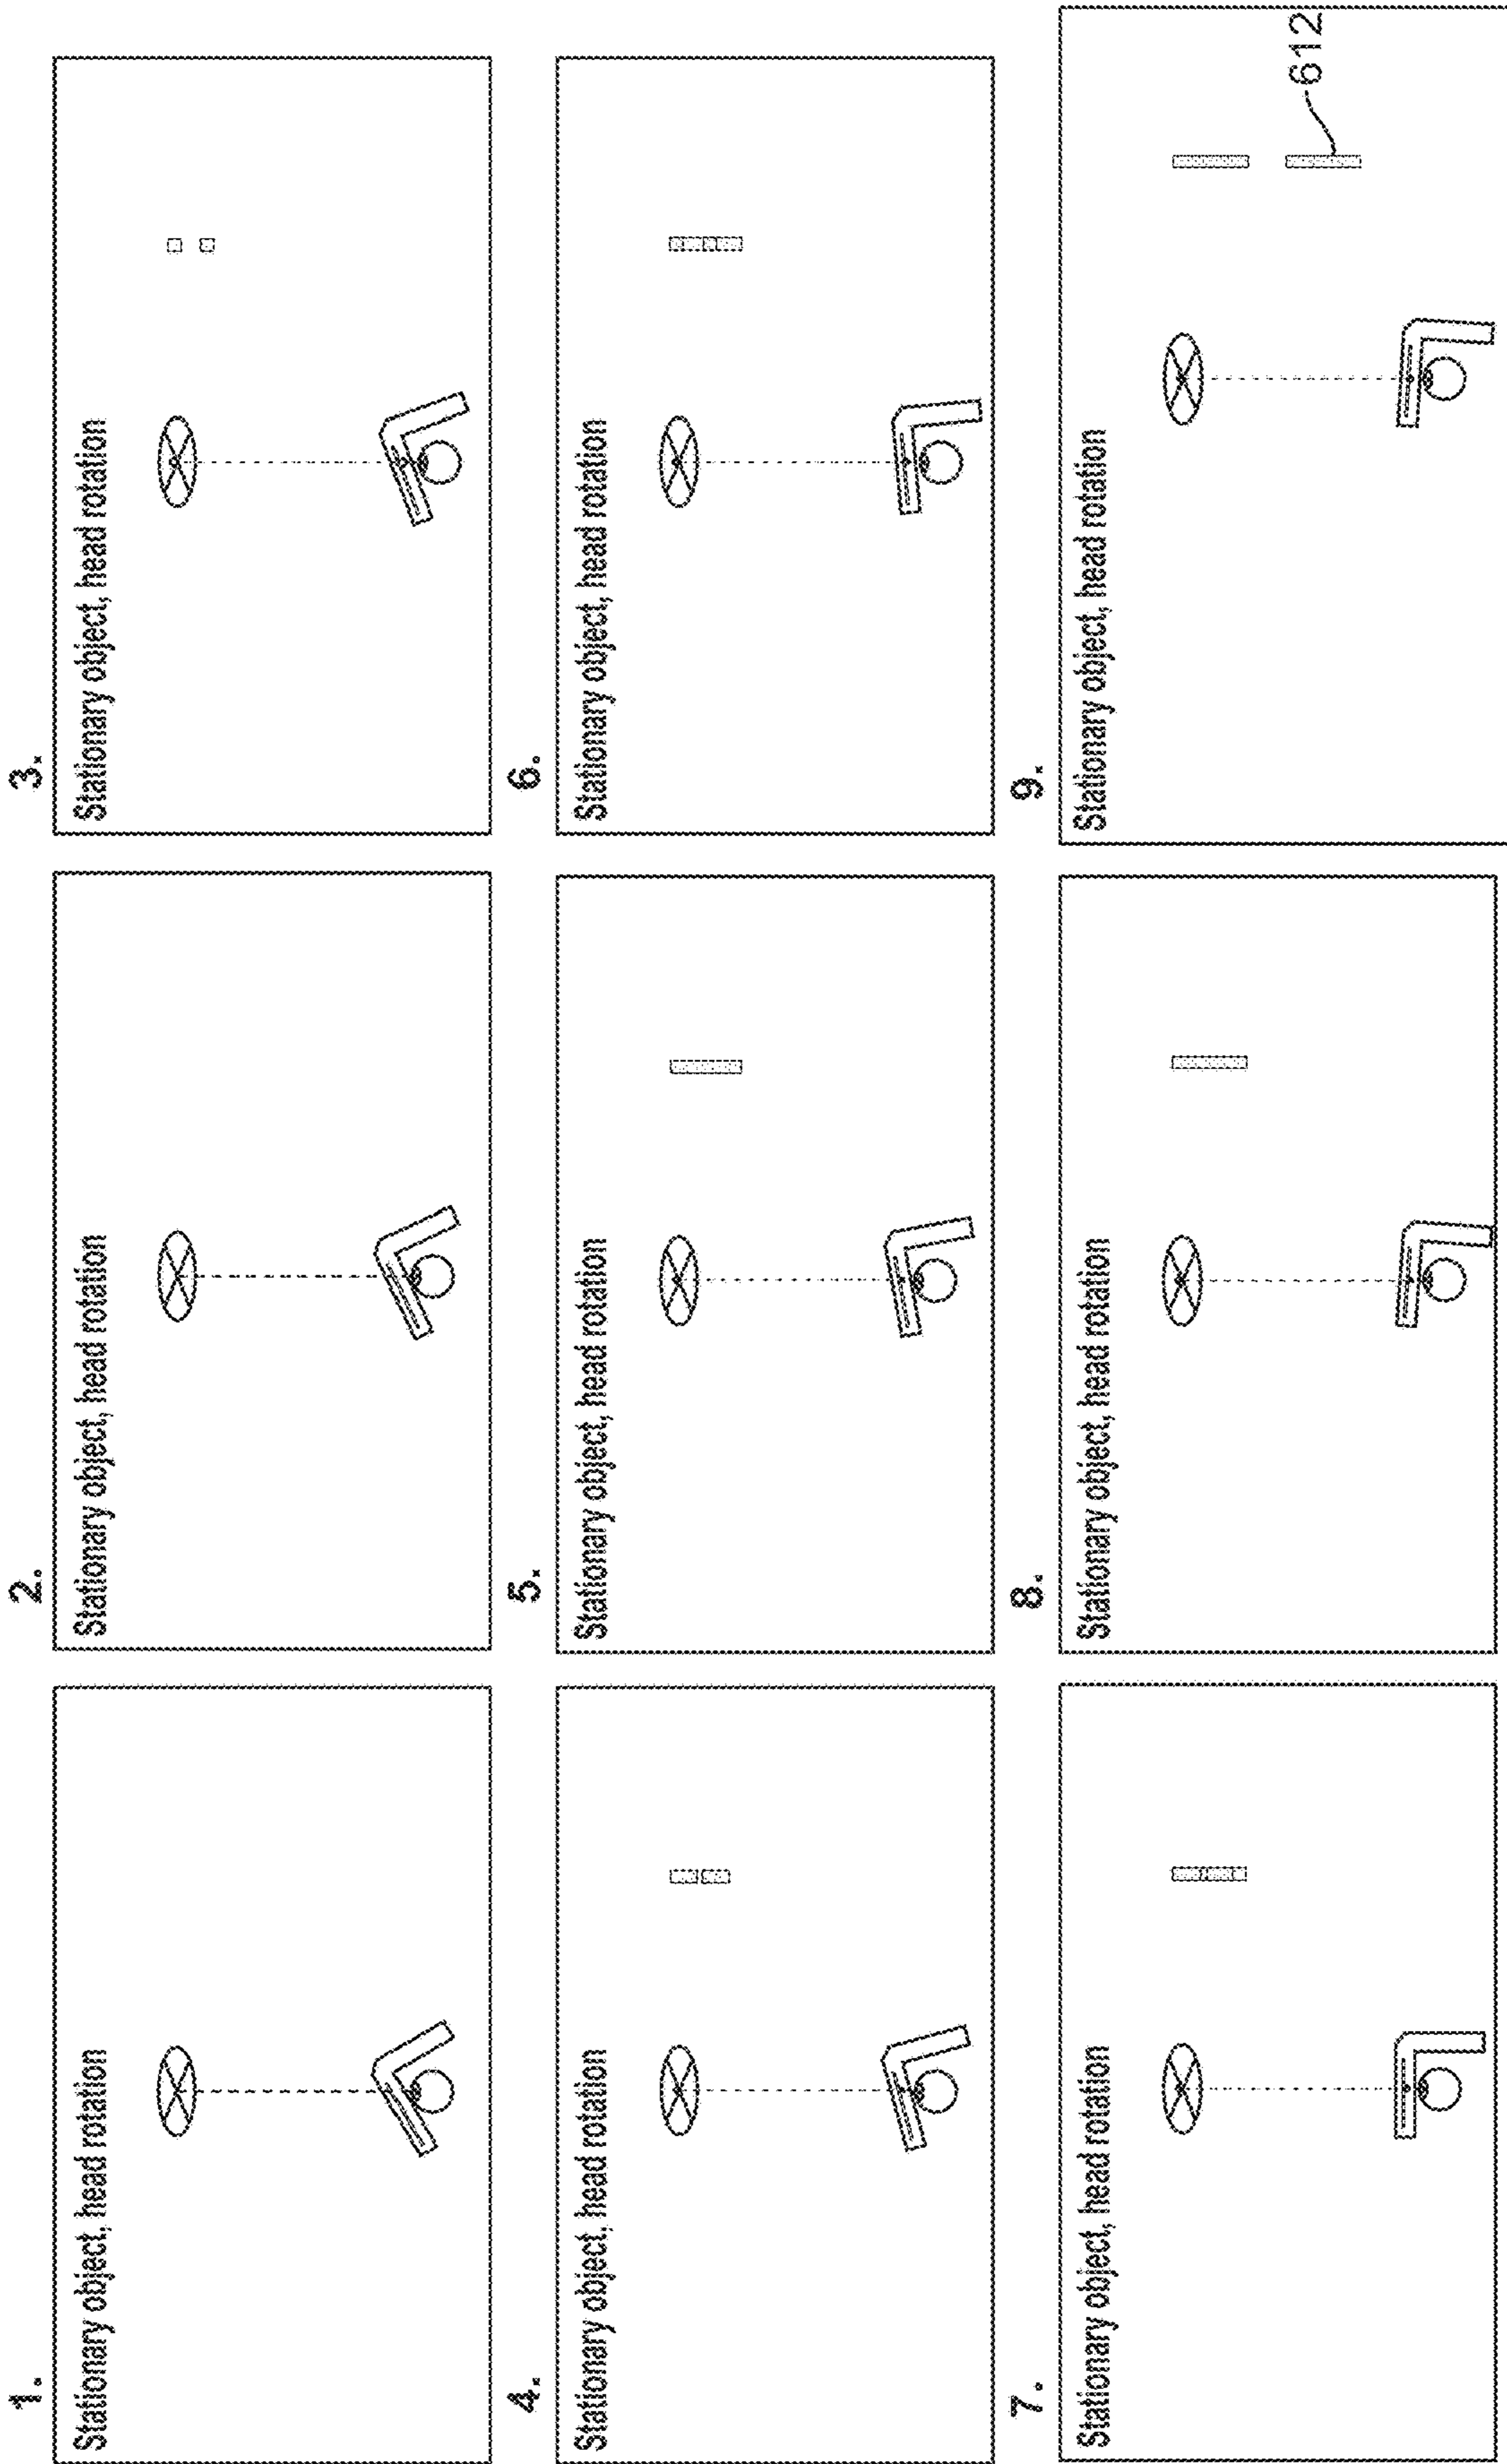 1.
Stationary object, head rotation
2.
Stationary object, head rotation
3.
Stationary object, head rotation
4.
Stationary object, head rotation
5.
Stationary object, head rotation
6.
Stationary object, head rotation
7.
Stationary object, head rotation
8.
Stationary object, head rotation
9.
Stationary object, head rotation
612